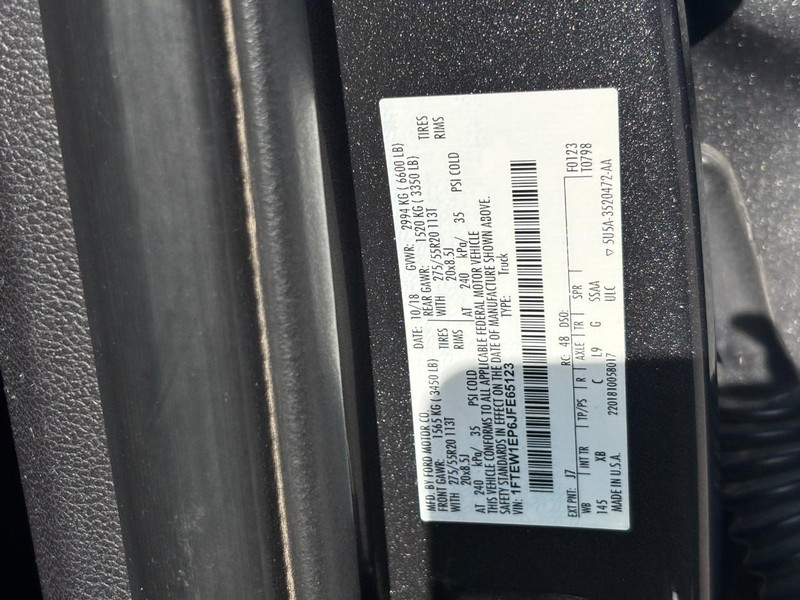 MFD. BY FORD MOTOR CO. DATE: 10/18 GVWR: 2994 KG ( 6600 LB)
FRONT GAWR: 1565 KG ( 3450 LB) REAR GAWR: 1520 KG ( 3350 LB)
WITH 275/55R20 113T TIRES WITH 275/55R20 113T TIRES
20x8.5J RIMS 20x8.5J RIMS
AT 240 kPa/ 35 PSI COLD AT 240 kPa/ 35 PSI COLD
THIS VEHICLE CONFORMS TO ALL APPLICABLE FEDERAL MOTOR VEHICLE
SAFETY STANDARDS IN EFFECT ON THE DATE OF MANUFACTURE SHOWN ABOVE.
VIN: 1FTEW1EP6JFE65123 TYPE: Truck
F0123
EXT PNT: J7 RC: 48 DSO: T0798
WB INT TR TP/PS R AXLE TR SPR
145 XB C L9 G SSAA
MADE IN U.S.A. 2201810058017 ULC ▽ 5U5A-3520472-AA